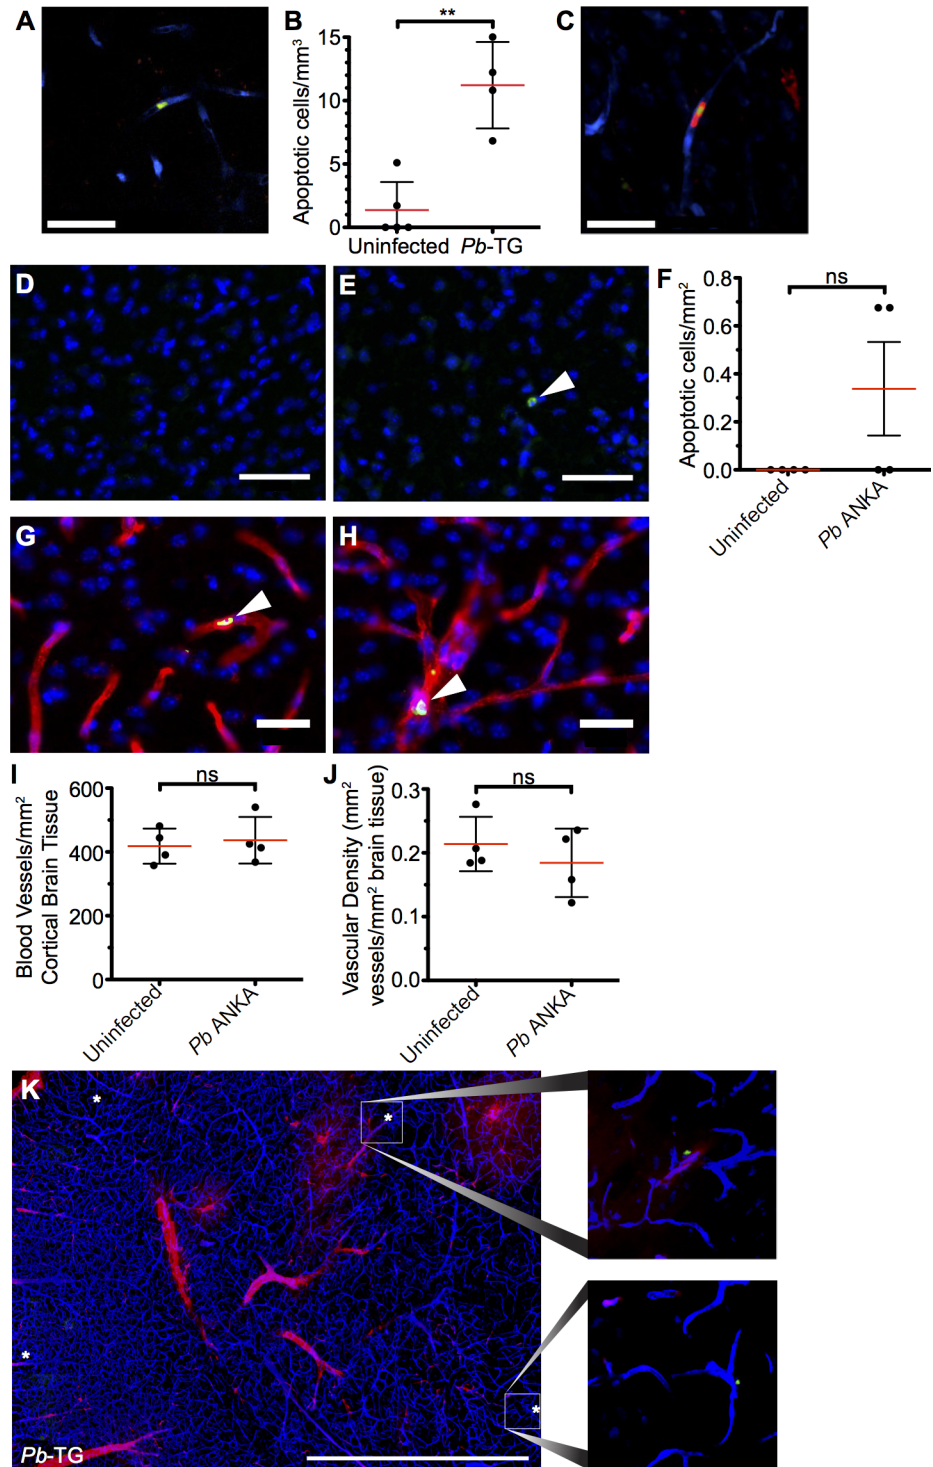 A
B
C
**
15
10
5
0
Apoptotic cells/mm³
Uninfected
Pb-TG
D
E
F
ns
0.8
0.6
0.4
0.2
0.0
Apoptotic cells/mm²
Uninfected
Pb ANKA
G
H
I
ns
600
400
200
0
Blood Vessels/mm²
Cortical Brain Tissue
Uninfected
Pb ANKA
J
ns
0.3
0.2
0.1
0.0
Vascular Density (mm²
vessels/mm² brain tissue)
Uninfected
Pb ANKA
K
*
*
*
*
Pb-TG